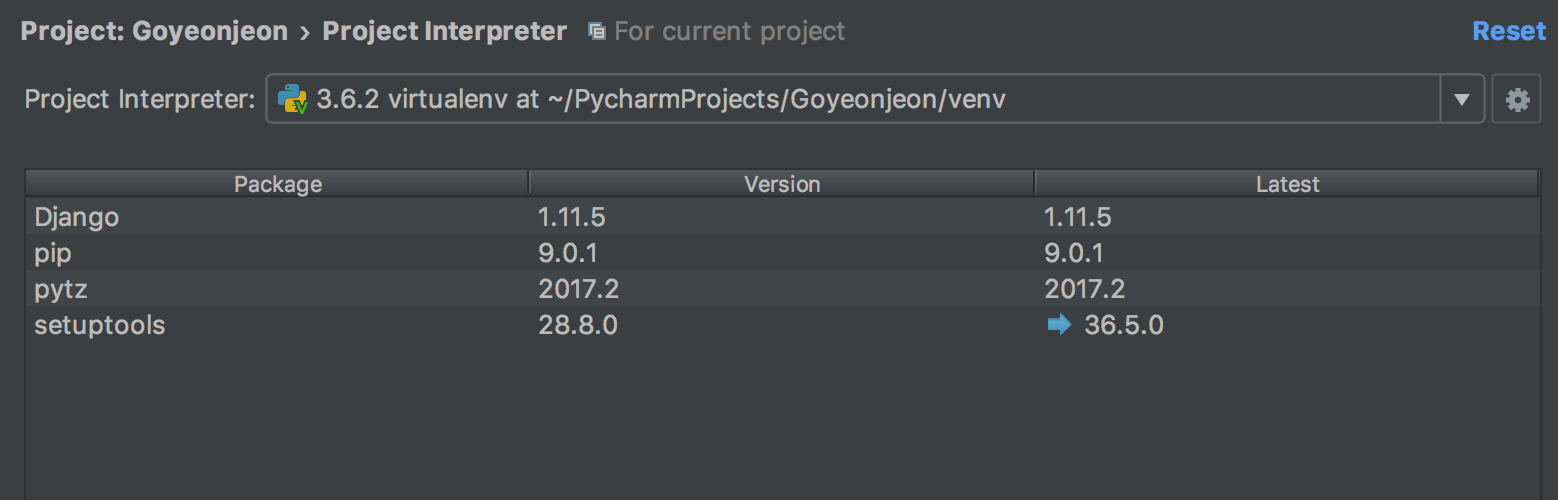 Project: Goyeonjeon › Project Interpreter For current project Reset
Project Interpreter: 3.6.2 virtualenv at ~/PycharmProjects/Goyeonjeon/venv
Package Version Latest
Django 1.11.5 1.11.5
pip 9.0.1 9.0.1
pytz 2017.2 2017.2
setuptools 28.8.0 36.5.0